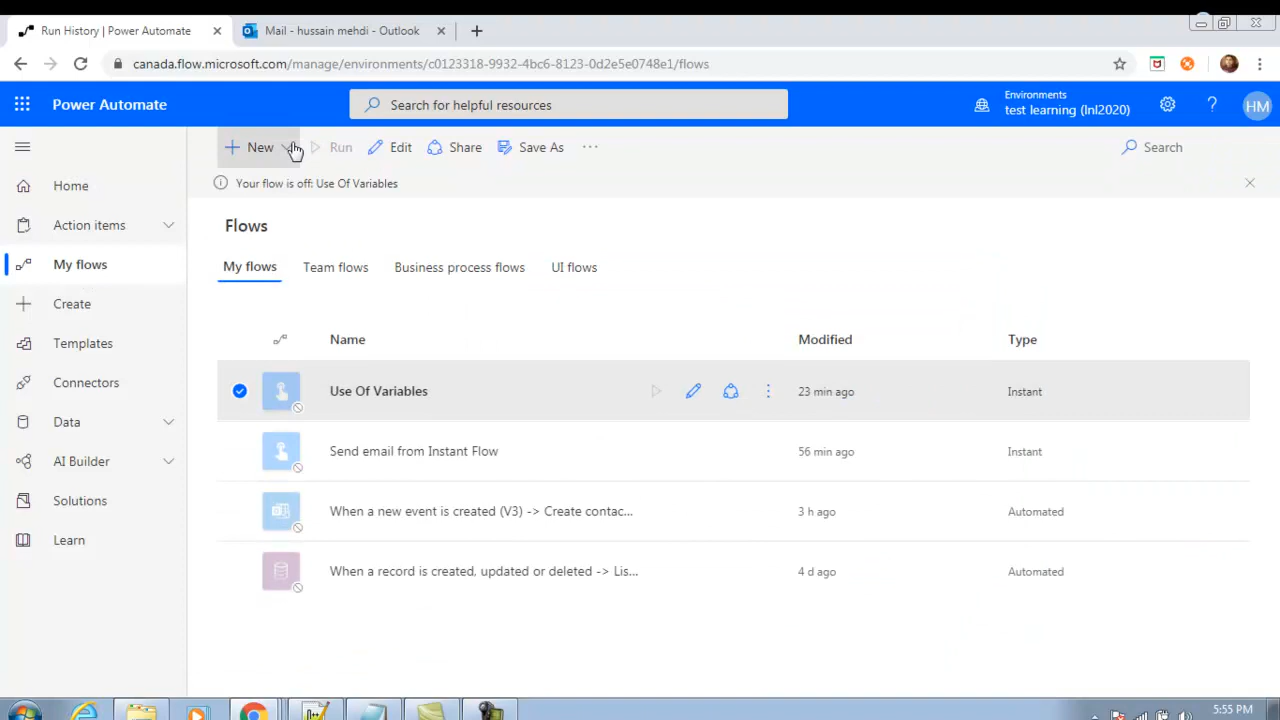 Run History | Power Automate
Mail - hussain mehdi - Outlook
canada.flow.microsoft.com/manage/environments/c0123318-9932-4bc6-8123-0d2e5e0748e1/flows
Power Automate
Search for helpful resources
Environments
test learning (lnl2020)
HM
New
Run
Edit
Share
Save As
Search
Your flow is off: Use Of Variables
Home
Action items
My flows
Create
Templates
Connectors
Data
AI Builder
Solutions
Learn
Flows
My flows
Team flows
Business process flows
UI flows
Name
Modified
Type
Use Of Variables
23 min ago
Instant
Send email from Instant Flow
56 min ago
Instant
When a new event is created (V3) -> Create contac...
3 h ago
Automated
When a record is created, updated or deleted -> Lis...
4 d ago
Automated
5:55 PM